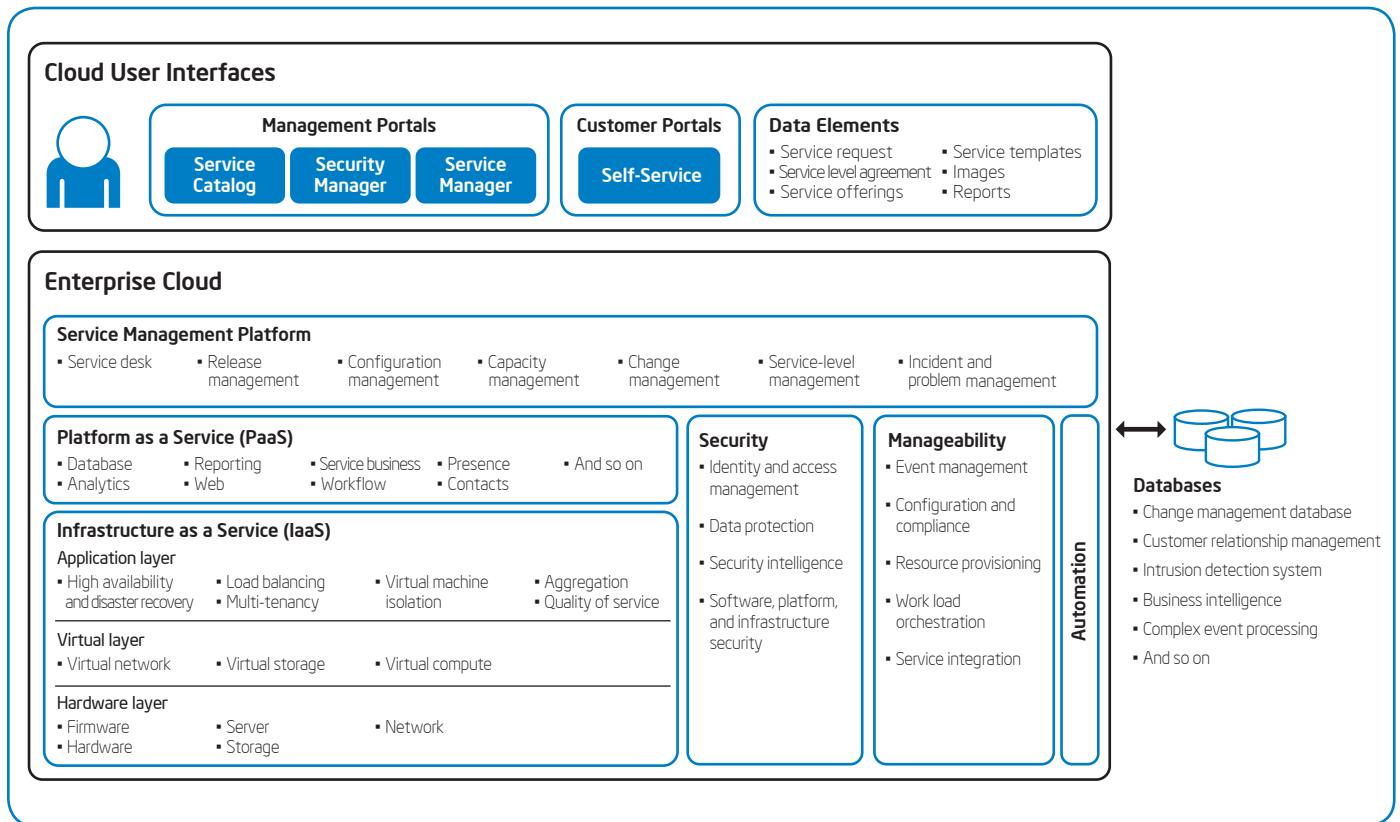 Cloud User Interfaces
Management Portals
Service
Catalog
Security
Manager
Service
Manager
Customer Portals
Self-Service
Data Elements
▪ Service request
▪ Service level agreement
▪ Service offerings
▪ Service templates
▪ Images
▪ Reports
Enterprise Cloud
Service Management Platform
▪ Service desk
▪ Release
management
▪ Configuration
management
▪ Capacity
management
▪ Change
management
▪ Service-level
management
▪ Incident and
problem management
Platform as a Service (PaaS)
▪ Database
▪ Analytics
▪ Reporting
▪ Web
▪ Service business
▪ Workflow
▪ Presence
▪ Contacts
▪ And so on
Infrastructure as a Service (IaaS)
Application layer
▪ High availability
and disaster recovery
▪ Load balancing
▪ Multi-tenancy
▪ Virtual machine
isolation
▪ Aggregation
▪ Quality of service
Virtual layer
▪ Virtual network
▪ Virtual storage
▪ Virtual compute
Hardware layer
▪ Firmware
▪ Hardware
▪ Server
▪ Storage
▪ Network
Security
▪ Identity and access
management
▪ Data protection
▪ Security intelligence
▪ Software, platform,
and infrastructure
security
Manageability
▪ Event management
▪ Configuration and
compliance
▪ Resource provisioning
▪ Work load
orchestration
▪ Service integration
Automation
Databases
▪ Change management database
▪ Customer relationship management
▪ Intrusion detection system
▪ Business intelligence
▪ Complex event processing
▪ And so on